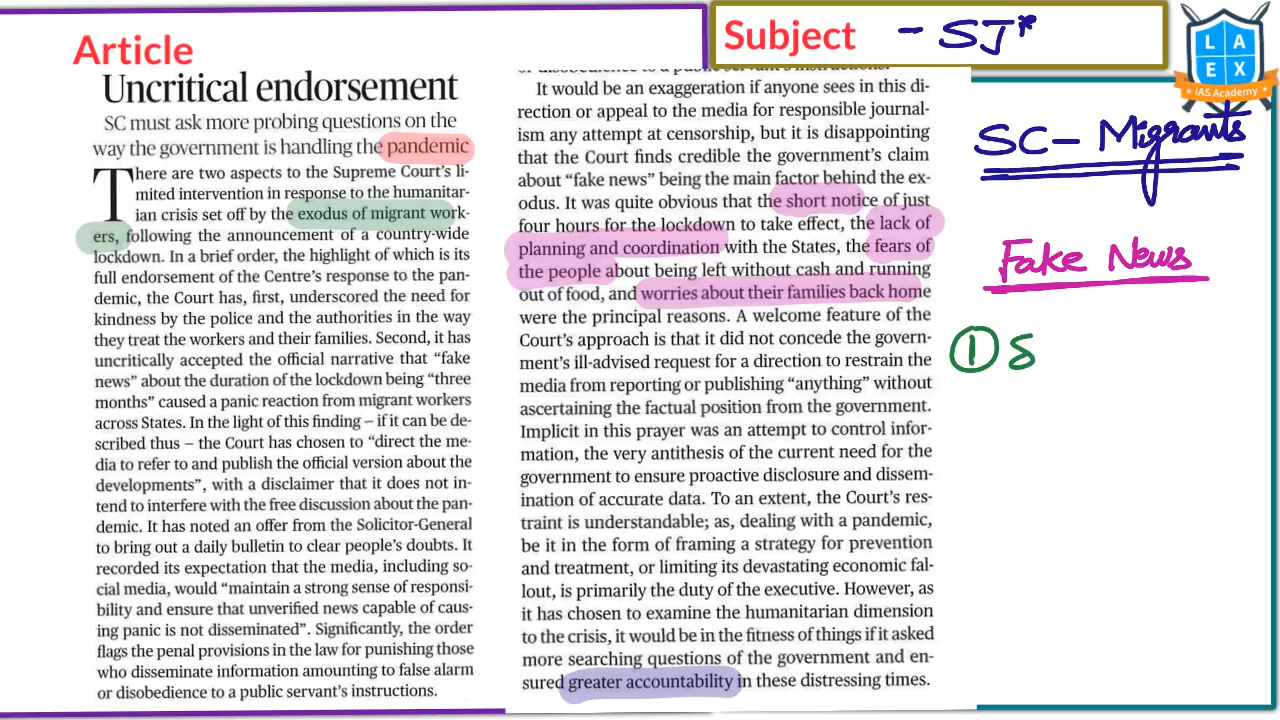 Article
Subject - SJ*
LA
EX
IAS Academy
Uncritical endorsement
SC must ask more probing questions on the
way the government is handling the pandemic
There are two aspects to the Supreme Court's li-
mited intervention in response to the humanitar-
ian crisis set off by the exodus of migrant work-
ers, following the announcement of a country-wide
lockdown. In a brief order, the highlight of which is its
full endorsement of the Centre's response to the pan-
demic, the Court has, first, underscored the need for
kindness by the police and the authorities in the way
they treat the workers and their families. Second, it has
uncritically accepted the official narrative that "fake
news" about the duration of the lockdown being "three
months" caused a panic reaction from migrant workers
across States. In the light of this finding – if it can be de-
scribed thus – the Court has chosen to "direct the me-
dia to refer to and publish the official version about the
developments", with a disclaimer that it does not in-
tend to interfere with the free discussion about the pan-
demic. It has noted an offer from the Solicitor-General
to bring out a daily bulletin to clear people's doubts. It
recorded its expectation that the media, including so-
cial media, would "maintain a strong sense of responsi-
bility and ensure that unverified news capable of caus-
ing panic is not disseminated". Significantly, the order
flags the penal provisions in the law for punishing those
who disseminate information amounting to false alarm
or disobedience to a public servant's instructions.
or disobedience to a public servant's instructions.
It would be an exaggeration if anyone sees in this di-
rection or appeal to the media for responsible journal-
ism any attempt at censorship, but it is disappointing
that the Court finds credible the government's claim
about "fake news" being the main factor behind the ex-
odus. It was quite obvious that the short notice of just
four hours for the lockdown to take effect, the lack of
planning and coordination with the States, the fears of
the people about being left without cash and running
out of food, and worries about their families back home
were the principal reasons. A welcome feature of the
Court's approach is that it did not concede the govern-
ment's ill-advised request for a direction to restrain the
media from reporting or publishing "anything" without
ascertaining the factual position from the government.
Implicit in this prayer was an attempt to control infor-
mation, the very antithesis of the current need for the
government to ensure proactive disclosure and dissem-
ination of accurate data. To an extent, the Court's res-
traint is understandable; as, dealing with a pandemic,
be it in the form of framing a strategy for prevention
and treatment, or limiting its devastating economic fal-
lout, is primarily the duty of the executive. However, as
it has chosen to examine the humanitarian dimension
to the crisis, it would be in the fitness of things if it asked
more searching questions of the government and en-
sured greater accountability in these distressing times.
SC - Migrants
Fake News
① S